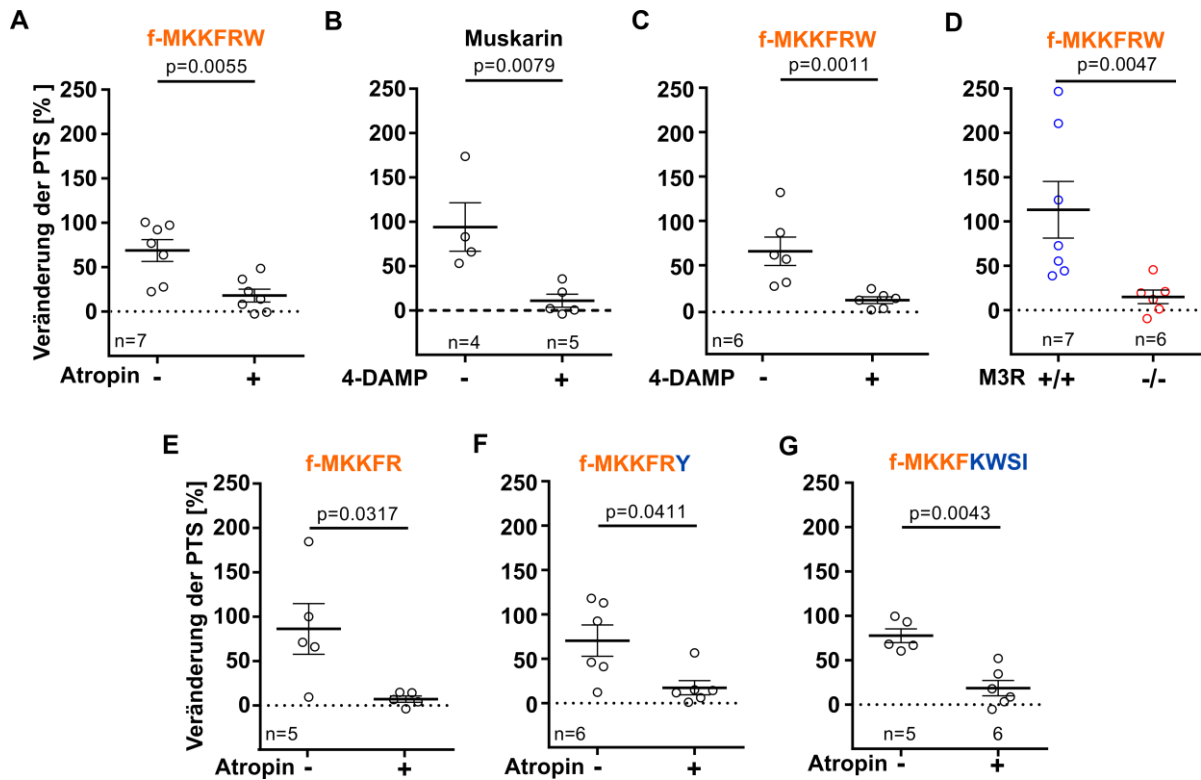 A
f-MKKFRW
p=0.0055
Veränderung der PTS [% ]
250
200
150
100
50
0
n=7
Atropin - +
B
Muskarin
p=0.0079
250
200
150
100
50
0
n=4 n=5
4-DAMP - +
C
f-MKKFRW
p=0.0011
250
200
150
100
50
0
n=6
4-DAMP - +
D
f-MKKFRW
p=0.0047
250
200
150
100
50
0
n=7 n=6
M3R +/+ -/-
E
f-MKKFR
p=0.0317
Veränderung der PTS [%]
250
200
150
100
50
0
n=5
Atropin - +
F
f-MKKFRY
p=0.0411
250
200
150
100
50
0
n=6
Atropin - +
G
f-MKKFKWSI
p=0.0043
250
200
150
100
50
0
n=5 6
Atropin - +